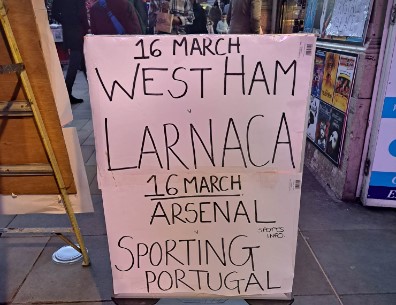 16 MARCH
WEST HAM
v
LARNACA
16 MARCH
ARSENAL
v
SPORTING
PORTUGAL